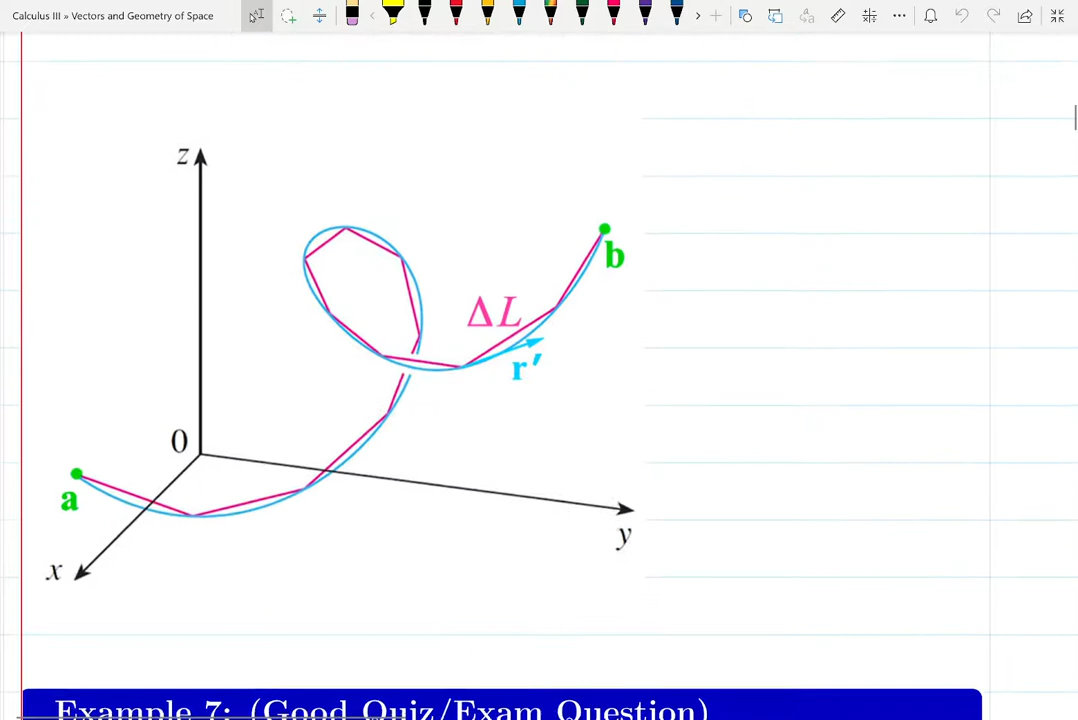 Calculus III » Vectors and Geometry of Space
z
b
ΔL
r′
0
a
y
x
Example 7: (Good Quiz/Exam Question)